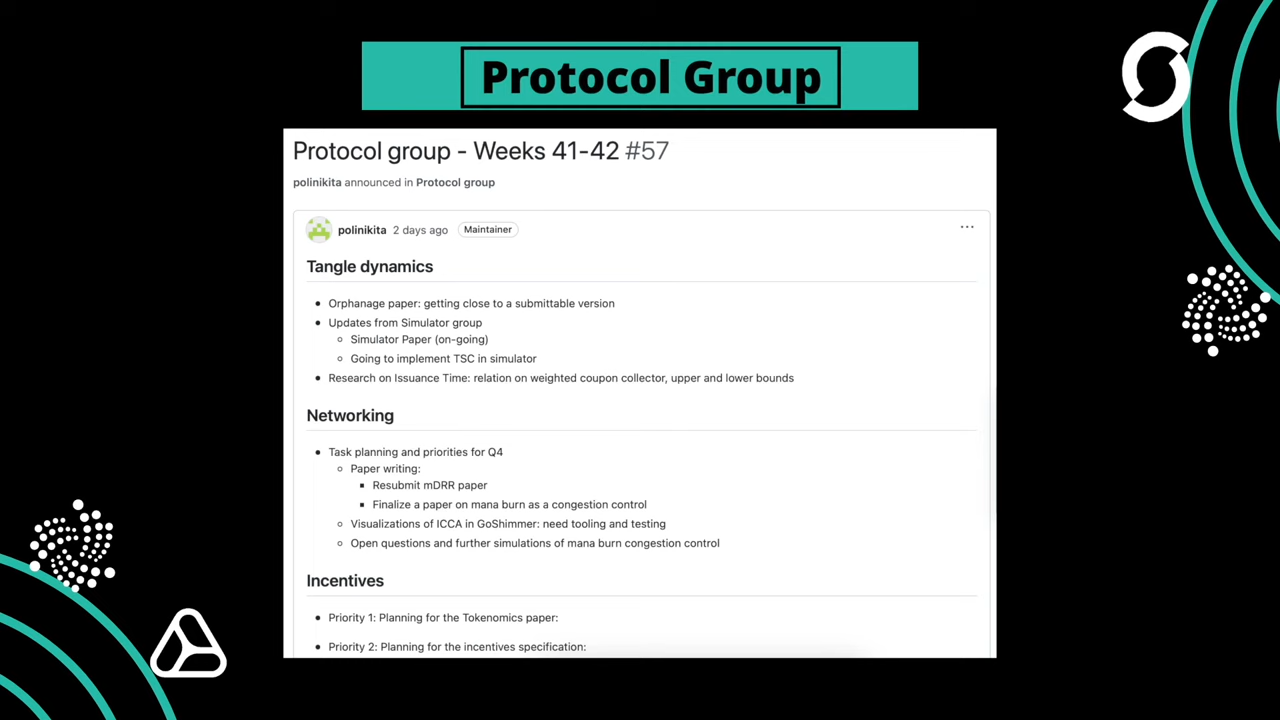 Protocol Group
Protocol group - Weeks 41-42 #57
polinikita announced in Protocol group
polinikita 2 days ago Maintainer
Tangle dynamics
Orphanage paper: getting close to a submittable version
Updates from Simulator group
Simulator Paper (on-going)
Going to implement TSC in simulator
Research on Issuance Time: relation on weighted coupon collector, upper and lower bounds
Networking
Task planning and priorities for Q4
Paper writing:
Resubmit mDRR paper
Finalize a paper on mana burn as a congestion control
Visualizations of ICCA in GoShimmer: need tooling and testing
Open questions and further simulations of mana burn congestion control
Incentives
Priority 1: Planning for the Tokenomics paper:
Priority 2: Planning for the incentives specification: